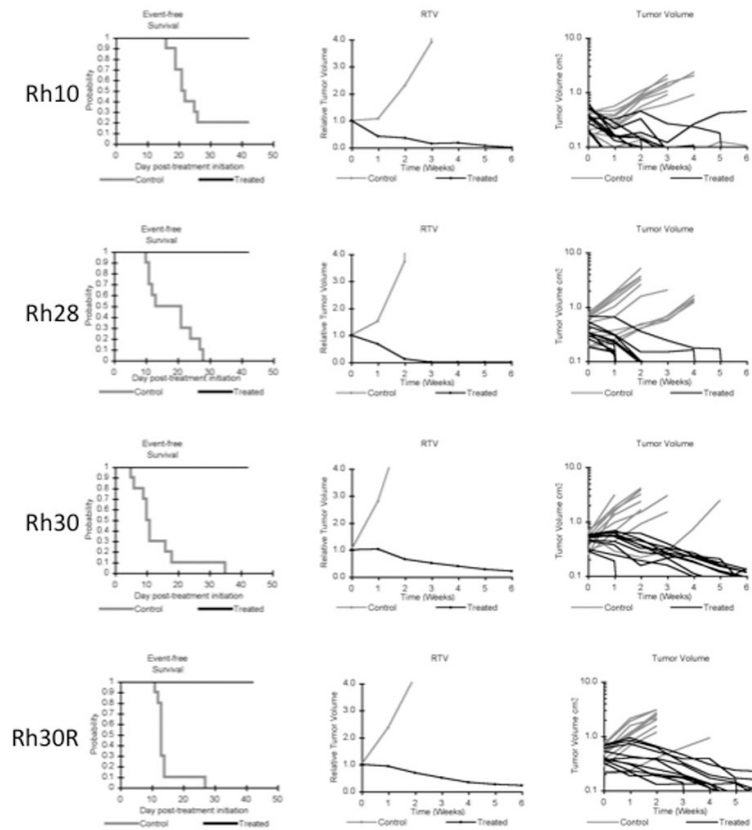 Rh10
Event-free
Survival
Probability
1
0.9
0.8
0.7
0.6
0.5
0.4
0.3
0.2
0.1
0
0 10 20 30 40 50
Day post-treatment initiation
Control Treated
RTV
Relative Tumor Volume
4.0
3.0
2.0
1.0
0.0
0 1 2 3 4 5 6
Time (Weeks)
Control Treated
Tumor Volume
Tumor Volume cm
10.0
1.0
0.1
0 1 2 3 4 5 6
Time (Weeks)
Control Treated
Rh28
Event-free
Survival
Probability
1
0.9
0.8
0.7
0.6
0.5
0.4
0.3
0.2
0.1
0
0 10 20 30 40 50
Day post-treatment initiation
Control Treated
RTV
Relative Tumor Volume
4.0
3.0
2.0
1.0
0.0
0 1 2 3 4 5 6
Time (Weeks)
Control Treated
Tumor Volume
Tumor Volume cm
10.0
1.0
0.1
0 1 2 3 4 5 6
Time (Weeks)
Control Treated
Rh30
Event-free
Survival
Probability
1
0.9
0.8
0.7
0.6
0.5
0.4
0.3
0.2
0.1
0
0 10 20 30 40 50
Day post-treatment initiation
Control Treated
RTV
Relative Tumor Volume
4.0
3.0
2.0
1.0
0.0
0 1 2 3 4 5 6
Time (Weeks)
Control Treated
Tumor Volume
Tumor Volume cm
10.0
1.0
0.1
0 1 2 3 4 5 6
Time (Weeks)
Control Treated
Rh30R
Event-free
Survival
Probability
1
0.9
0.8
0.7
0.6
0.5
0.4
0.3
0.2
0.1
0
0 10 20 30 40 50
Day post-treatment initiation
Control Treated
RTV
Relative Tumor Volume
4.0
3.0
2.0
1.0
0.0
0 1 2 3 4 5 6
Time (Weeks)
Control Treated
Tumor Volume
Tumor Volume cm
10.0
1.0
0.1
0 1 2 3 4 5
Time (Weeks)
Control Treated